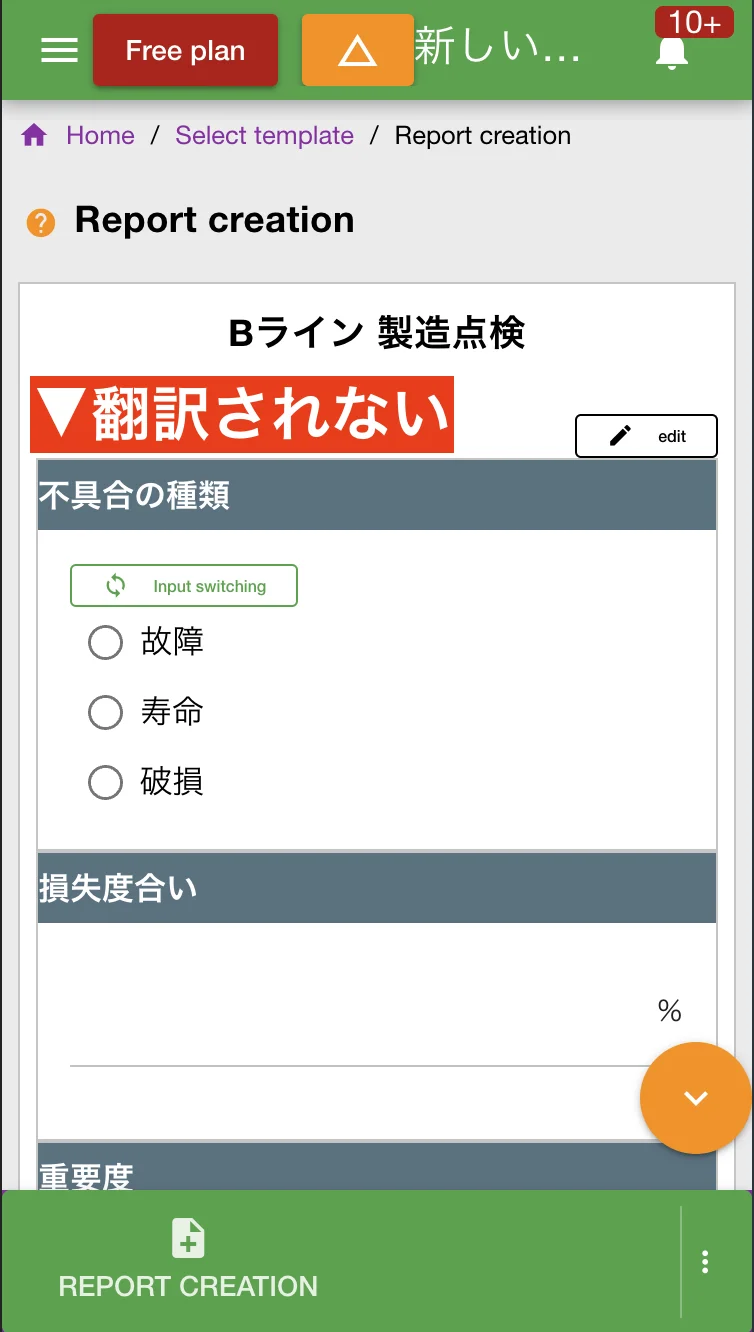 Free plan
新しい...
10+
Home / Select template / Report creation
? Report creation
Bライン 製造点検
▼翻訳されない
edit
不具合の種類
Input switching
故障
寿命
破損
損失度合い
%
重要度
REPORT CREATION